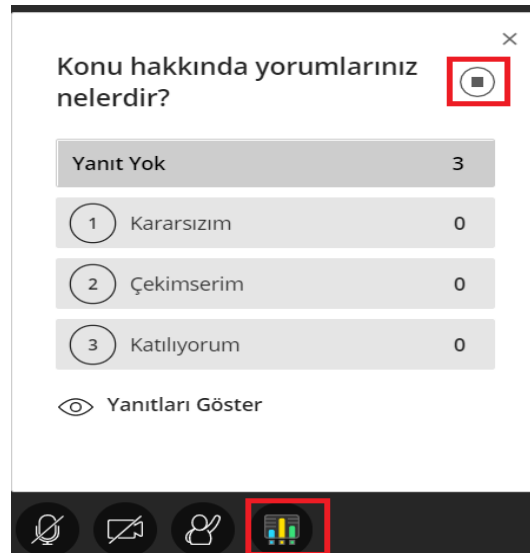 Konu hakkında yorumlarınız
nelerdir?
Yanıt Yok 3
1 Kararsızım 0
2 Çekimserim 0
3 Katılıyorum 0
Yanıtları Göster